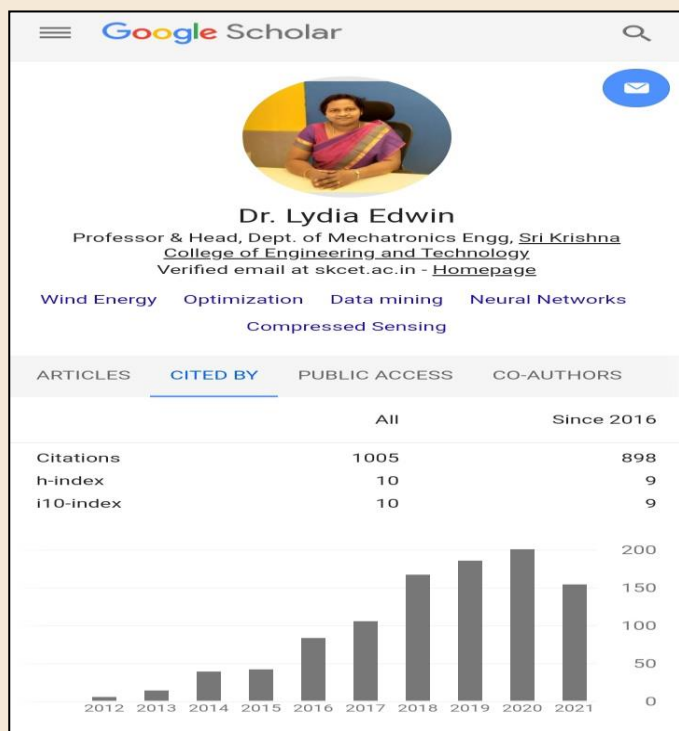 Google Scholar
Dr. Lydia Edwin
Professor & Head, Dept. of Mechatronics Engg, Sri Krishna
College of Engineering and Technology
Verified email at skcet.ac.in - Homepage
Wind Energy Optimization Data mining Neural Networks
Compressed Sensing
ARTICLES CITED BY PUBLIC ACCESS CO-AUTHORS
All Since 2016
Citations 1005 898
h-index 10 9
i10-index 10 9
200
150
100
50
0
2012 2013 2014 2015 2016 2017 2018 2019 2020 2021